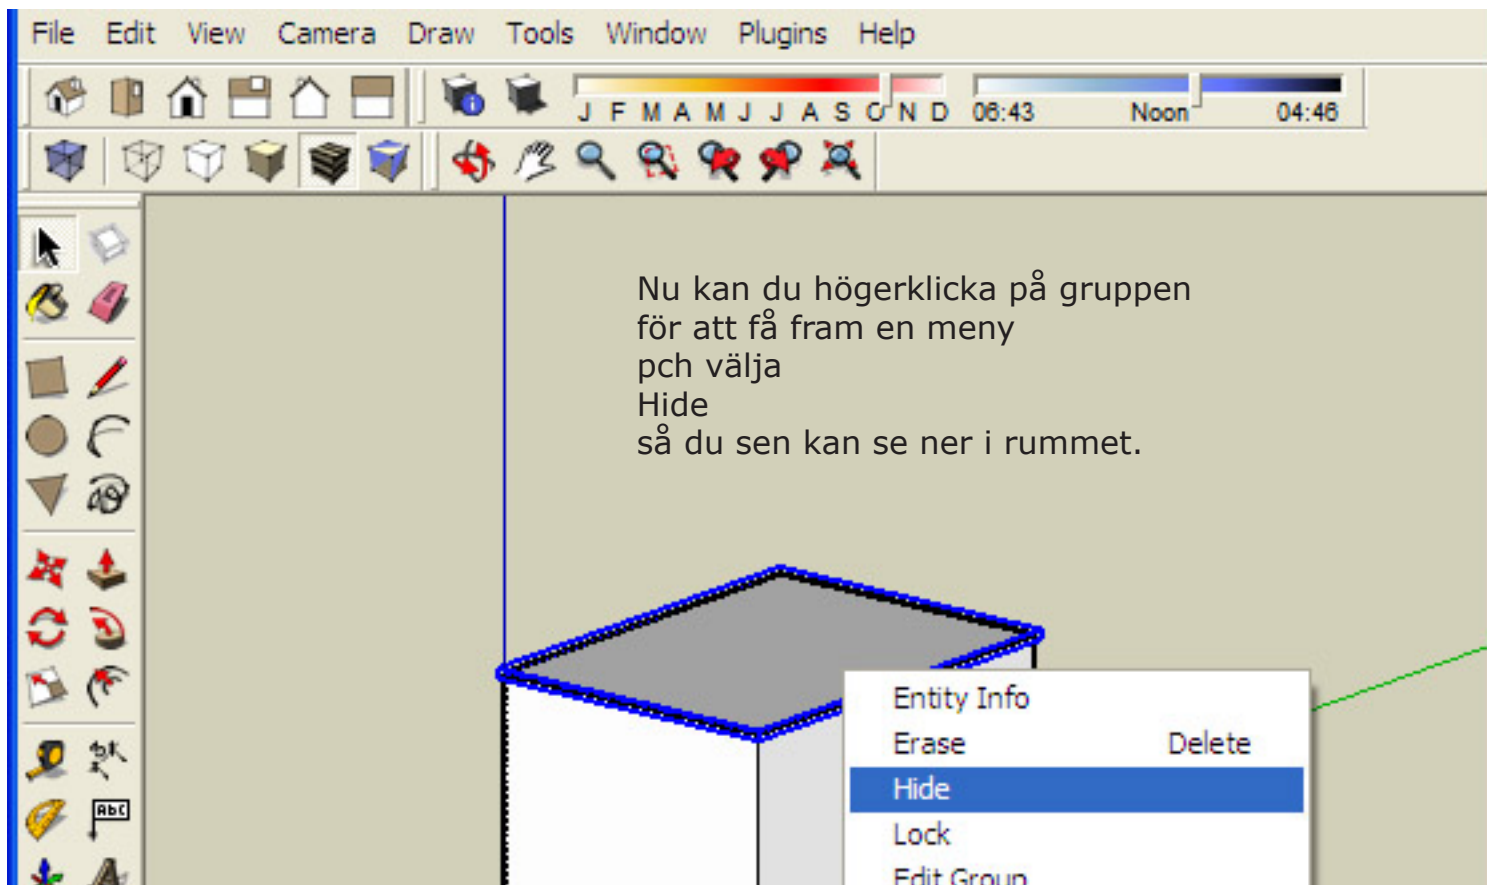 File Edit View Camera Draw Tools Window Plugins Help
J F M A M J J A S O N D 06:43 Noon 04:46
Nu kan du högerklicka på gruppen
för att få fram en meny
pch välja
Hide
så du sen kan se ner i rummet.
Entity Info
Erase Delete
Hide
Lock
Edit Group
ABC